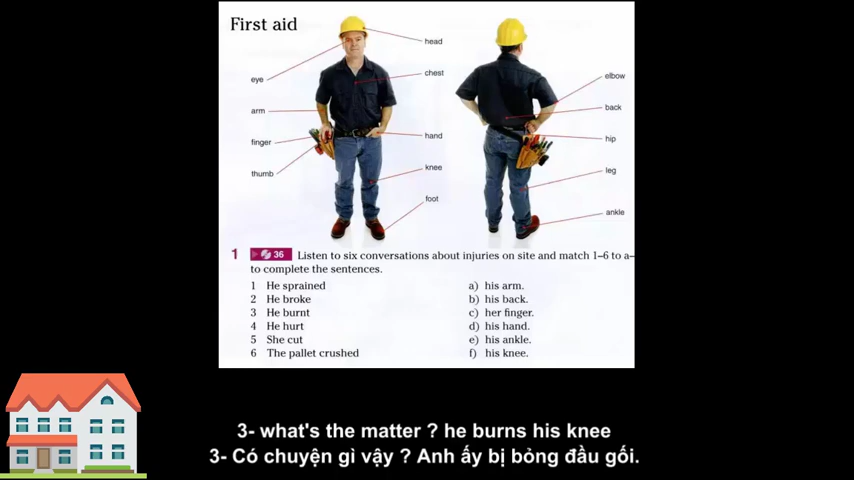 First aid
head
eye
chest
elbow
arm
back
finger
hand
hip
thumb
knee
leg
foot
ankle
1 36 Listen to six conversations about injuries on site and match 1–6 to a–
to complete the sentences.
1 He sprained a) his arm.
2 He broke b) his back.
3 He burnt c) her finger.
4 He hurt d) his hand.
5 She cut e) his ankle.
6 The pallet crushed f) his knee.
3- what's the matter ? he burns his knee
3- Có chuyện gì vậy ? Anh ấy bị bỏng đầu gối.